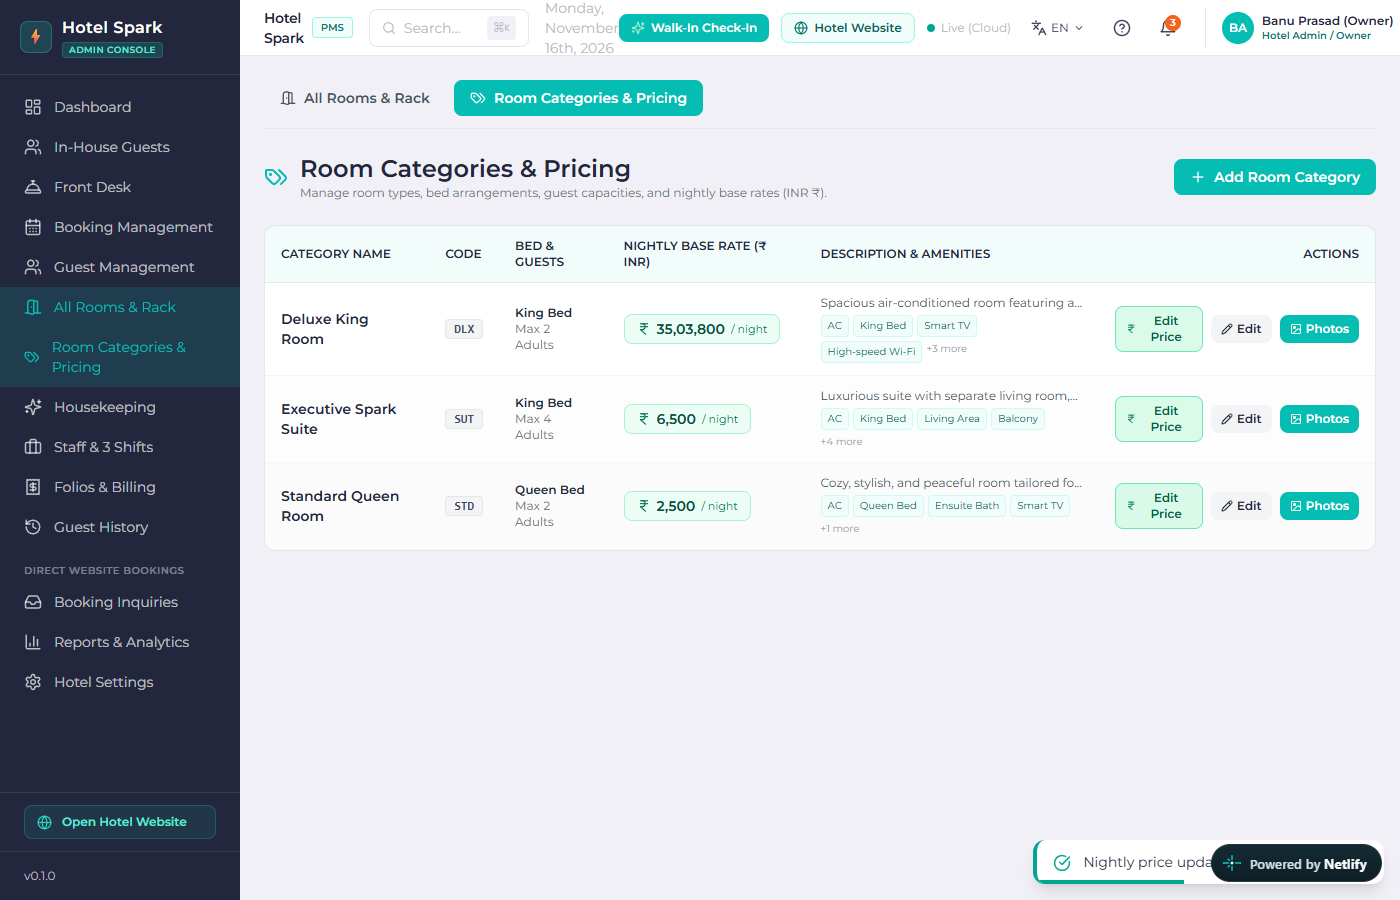 Hotel Spark
ADMIN CONSOLE
Dashboard
In-House Guests
Front Desk
Booking Management
Guest Management
All Rooms & Rack
Room Categories &
Pricing
Housekeeping
Staff & 3 Shifts
Folios & Billing
Guest History
DIRECT WEBSITE BOOKINGS
Booking Inquiries
Reports & Analytics
Hotel Settings
Open Hotel Website
v0.1.0
Hotel
Spark
PMS
Search...
⌘K
Monday,
November
16th, 2026
Walk-In Check-In
Hotel Website
Live (Cloud)
EN
3
BA
Banu Prasad (Owner)
Hotel Admin / Owner
All Rooms & Rack
Room Categories & Pricing
Room Categories & Pricing
Manage room types, bed arrangements, guest capacities, and nightly base rates (INR ₹).
Add Room Category
CATEGORY NAME
CODE
BED &
GUESTS
NIGHTLY BASE RATE (₹
INR)
DESCRIPTION & AMENITIES
ACTIONS
Deluxe King
Room
DLX
King Bed
Max 2
Adults
₹ 35,03,800 / night
Spacious air-conditioned room featuring a...
AC King Bed Smart TV
High-speed Wi-Fi +3 more
₹ Edit
Price
Edit
Photos
Executive Spark
Suite
SUT
King Bed
Max 4
Adults
₹ 6,500 / night
Luxurious suite with separate living room,...
AC King Bed Living Area Balcony
+4 more
₹ Edit
Price
Edit
Photos
Standard Queen
Room
STD
Queen Bed
Max 2
Adults
₹ 2,500 / night
Cozy, stylish, and peaceful room tailored fo...
AC Queen Bed Ensuite Bath Smart TV
+1 more
₹ Edit
Price
Edit
Photos
Nightly price upda
Powered by Netlify